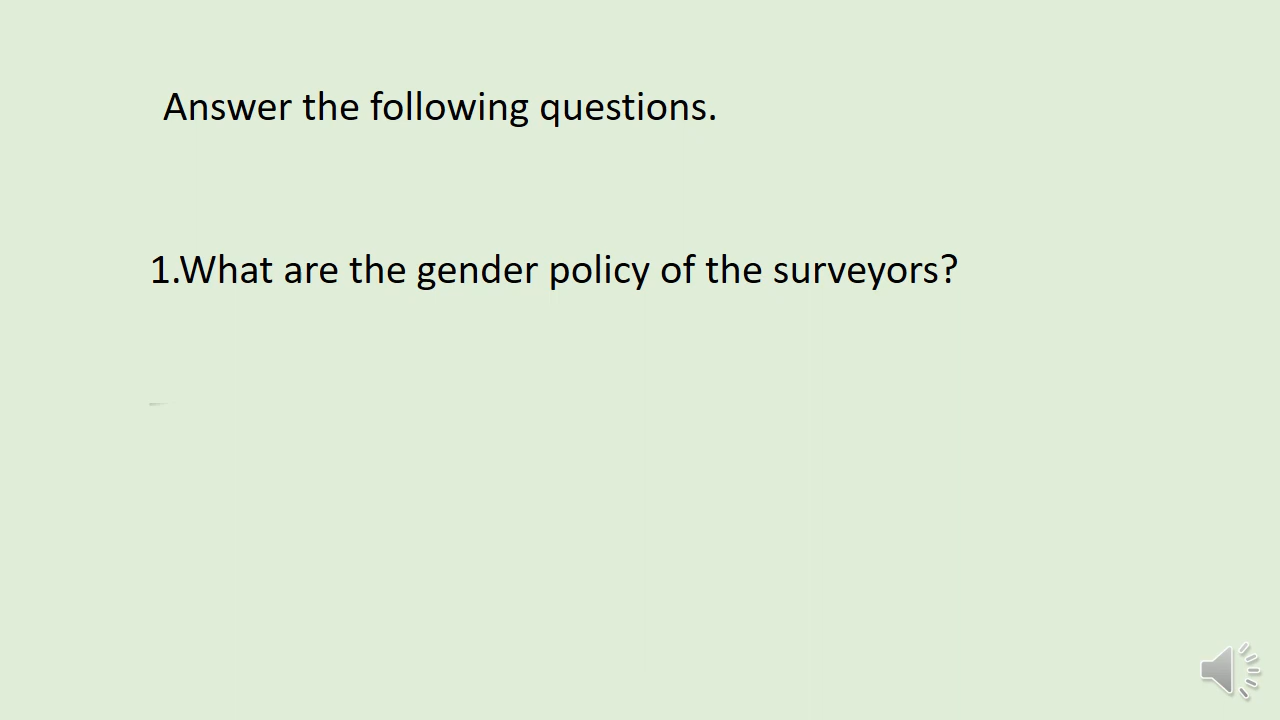 Answer the following questions.
1.What are the gender policy of the surveyors?